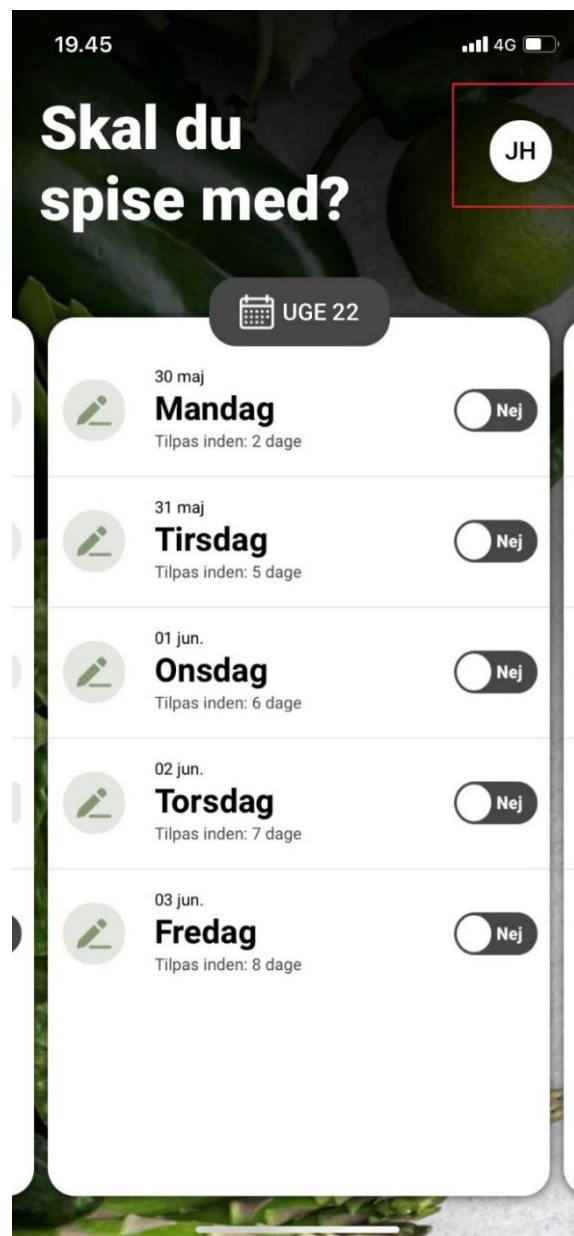 19.45
4G
Skal du
spise med?
JH
UGE 22
30 maj
Mandag
Tilpas inden: 2 dage
Nej
31 maj
Tirsdag
Tilpas inden: 5 dage
Nej
01 jun.
Onsdag
Tilpas inden: 6 dage
Nej
02 jun.
Torsdag
Tilpas inden: 7 dage
Nej
03 jun.
Fredag
Tilpas inden: 8 dage
Nej